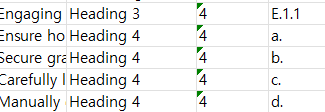 Engaging Heading 3 4 E.1.1
Ensure ho Heading 4 4 a.
Secure gra Heading 4 4 b.
Carefully l Heading 4 4 c.
Manually Heading 4 4 d.